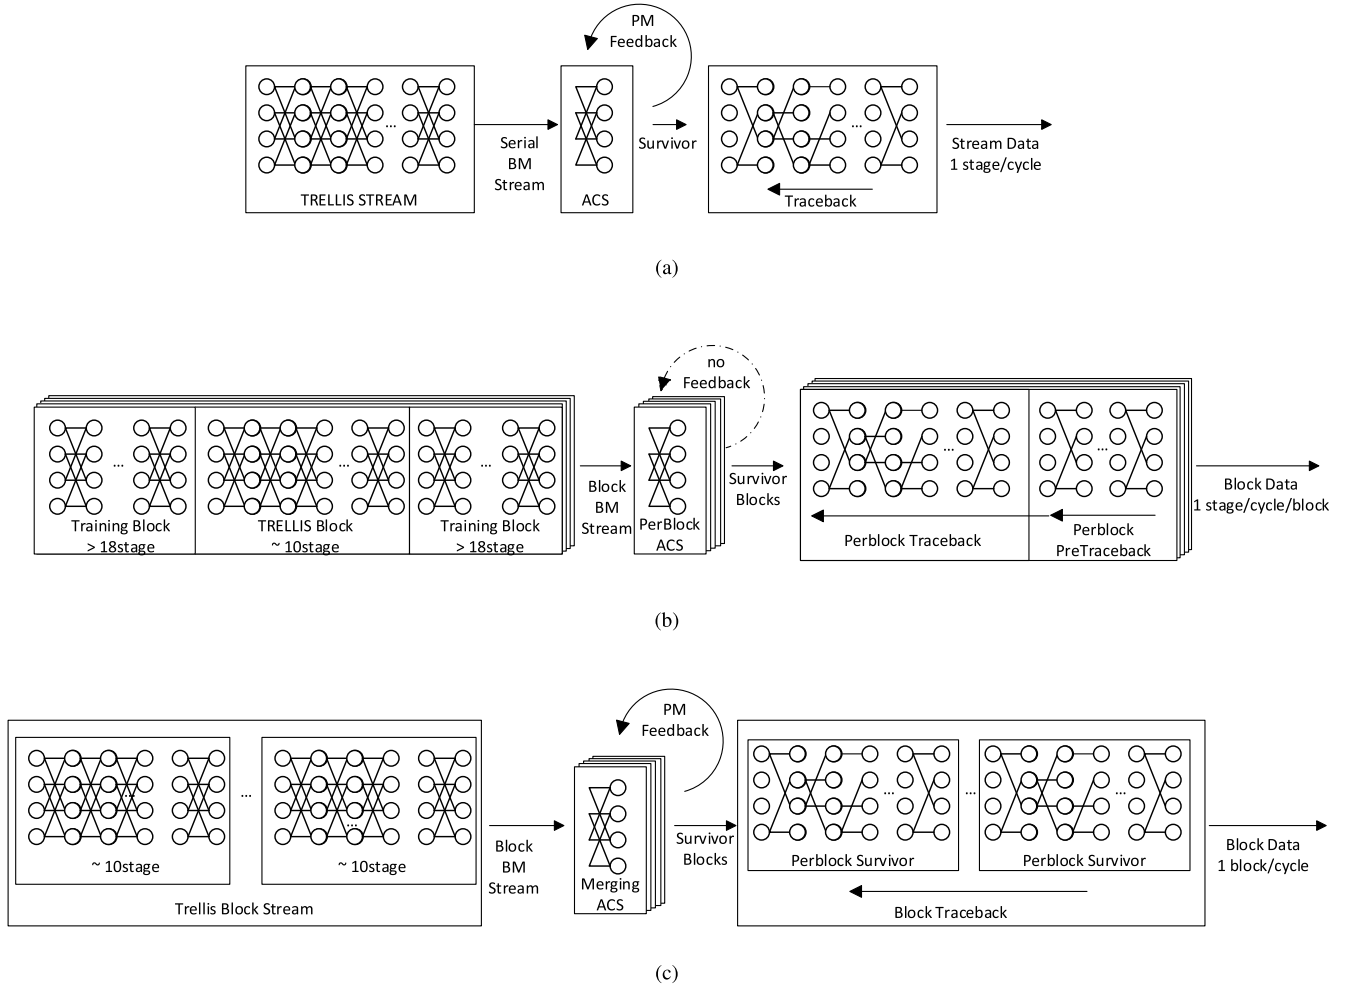 PM
Feedback
...
...
Serial
BM
Stream
Survivor
Stream Data
1 stage/cycle
TRELLIS STREAM
ACS
Traceback
(a)
no
Feedback
...
...
...
...
...
Block
BM
Stream
Survivor
Blocks
Block Data
1 stage/cycle/block
Training Block
> 18stage
TRELLIS Block
~ 10stage
Training Block
> 18stage
PerBlock
ACS
Perblock Traceback
Perblock
PreTraceback
(b)
PM
Feedback
...
...
...
...
...
...
~ 10stage
~ 10stage
Trellis Block Stream
Block
BM
Stream
Merging
ACS
Survivor
Blocks
Perblock Survivor
Perblock Survivor
Block Traceback
Block Data
1 block/cycle
(c)